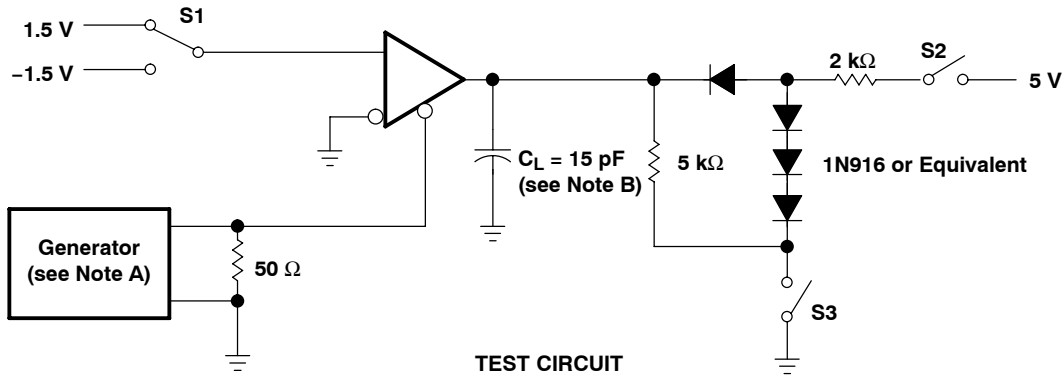 S1
1.5 V
−1.5 V
S2
2 kΩ
5 V
CL = 15 pF
(see Note B)
5 kΩ
1N916 or Equivalent
Generator
(see Note A)
50 Ω
S3
TEST CIRCUIT